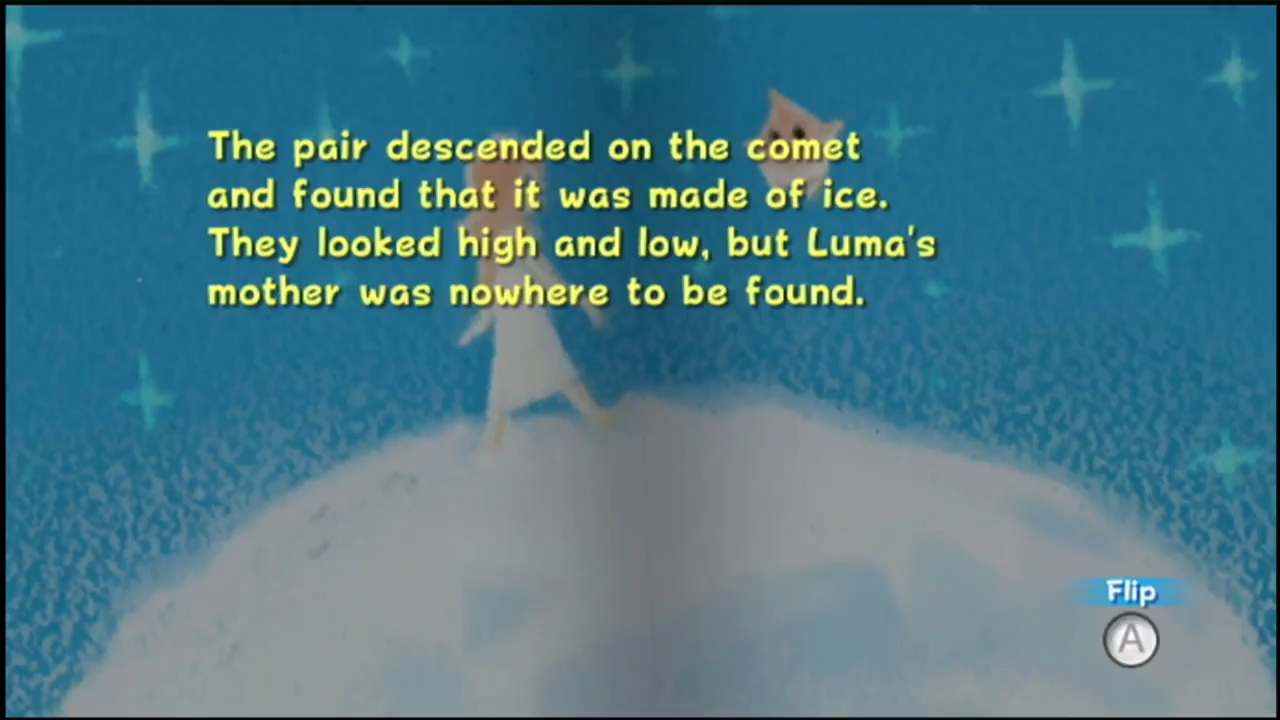 The pair descended on the comet
and found that it was made of ice.
They looked high and low, but Luma's
mother was nowhere to be found.
Flip
A